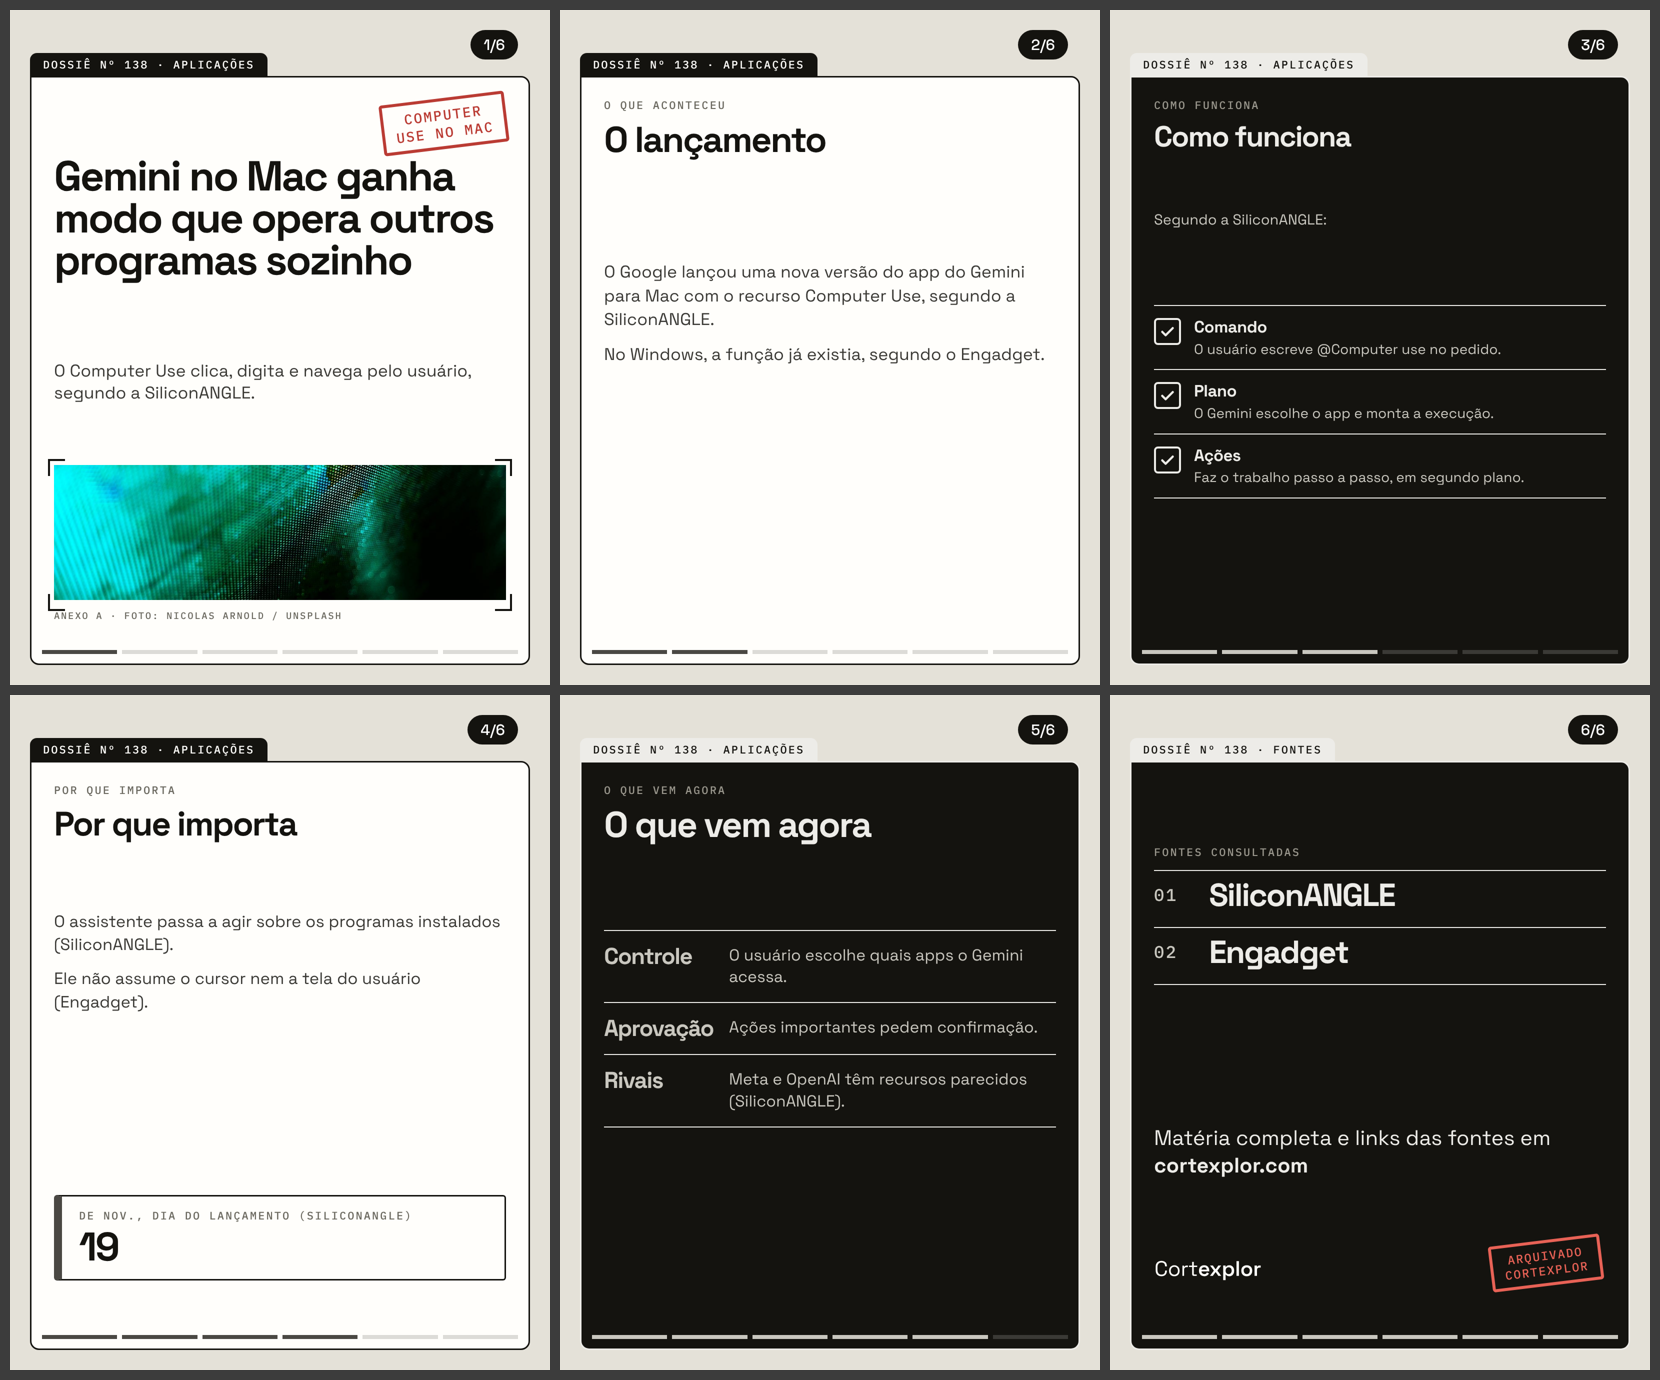 1/6
DOSSIÊ Nº 138 · APLICAÇÕES
COMPUTER
USE NO MAC
Gemini no Mac ganha
modo que opera outros
programas sozinho
O Computer Use clica, digita e navega pelo usuário,
segundo a SiliconANGLE.
ANEXO A · FOTO: NICOLAS ARNOLD / UNSPLASH
2/6
DOSSIÊ Nº 138 · APLICAÇÕES
O QUE ACONTECEU
O lançamento
O Google lançou uma nova versão do app do Gemini
para Mac com o recurso Computer Use, segundo a
SiliconANGLE.
No Windows, a função já existia, segundo o Engadget.
3/6
DOSSIÊ Nº 138 · APLICAÇÕES
COMO FUNCIONA
Como funciona
Segundo a SiliconANGLE:
Comando
O usuário escreve @Computer use no pedido.
Plano
O Gemini escolhe o app e monta a execução.
Ações
Faz o trabalho passo a passo, em segundo plano.
4/6
DOSSIÊ Nº 138 · APLICAÇÕES
POR QUE IMPORTA
Por que importa
O assistente passa a agir sobre os programas instalados
(SiliconANGLE).
Ele não assume o cursor nem a tela do usuário
(Engadget).
DE NOV., DIA DO LANÇAMENTO (SILICONANGLE)
19
5/6
DOSSIÊ Nº 138 · APLICAÇÕES
O QUE VEM AGORA
O que vem agora
Controle O usuário escolhe quais apps o Gemini
acessa.
Aprovação Ações importantes pedem confirmação.
Rivais Meta e OpenAI têm recursos parecidos
(SiliconANGLE).
6/6
DOSSIÊ Nº 138 · FONTES
FONTES CONSULTADAS
01 SiliconANGLE
02 Engadget
Matéria completa e links das fontes em
cortexplor.com
Cortexplor
ARQUIVADO
CORTEXPLOR